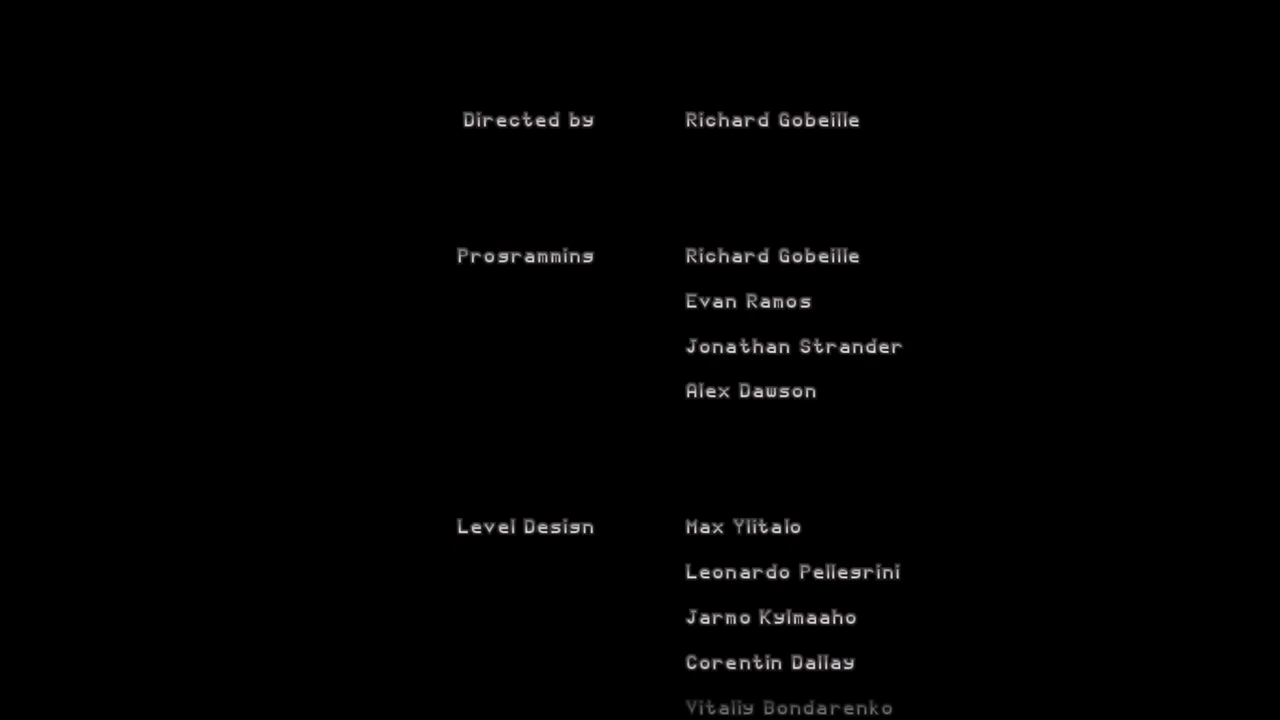 Directed by Richard Gobeille
Programming Richard Gobeille
Evan Ramos
Jonathan Strander
Alex Dawson
Level Design Max Ylitalo
Leonardo Pellegrini
Jarmo Kylmaaho
Corentin Dallay
Vitaliy Bondarenko